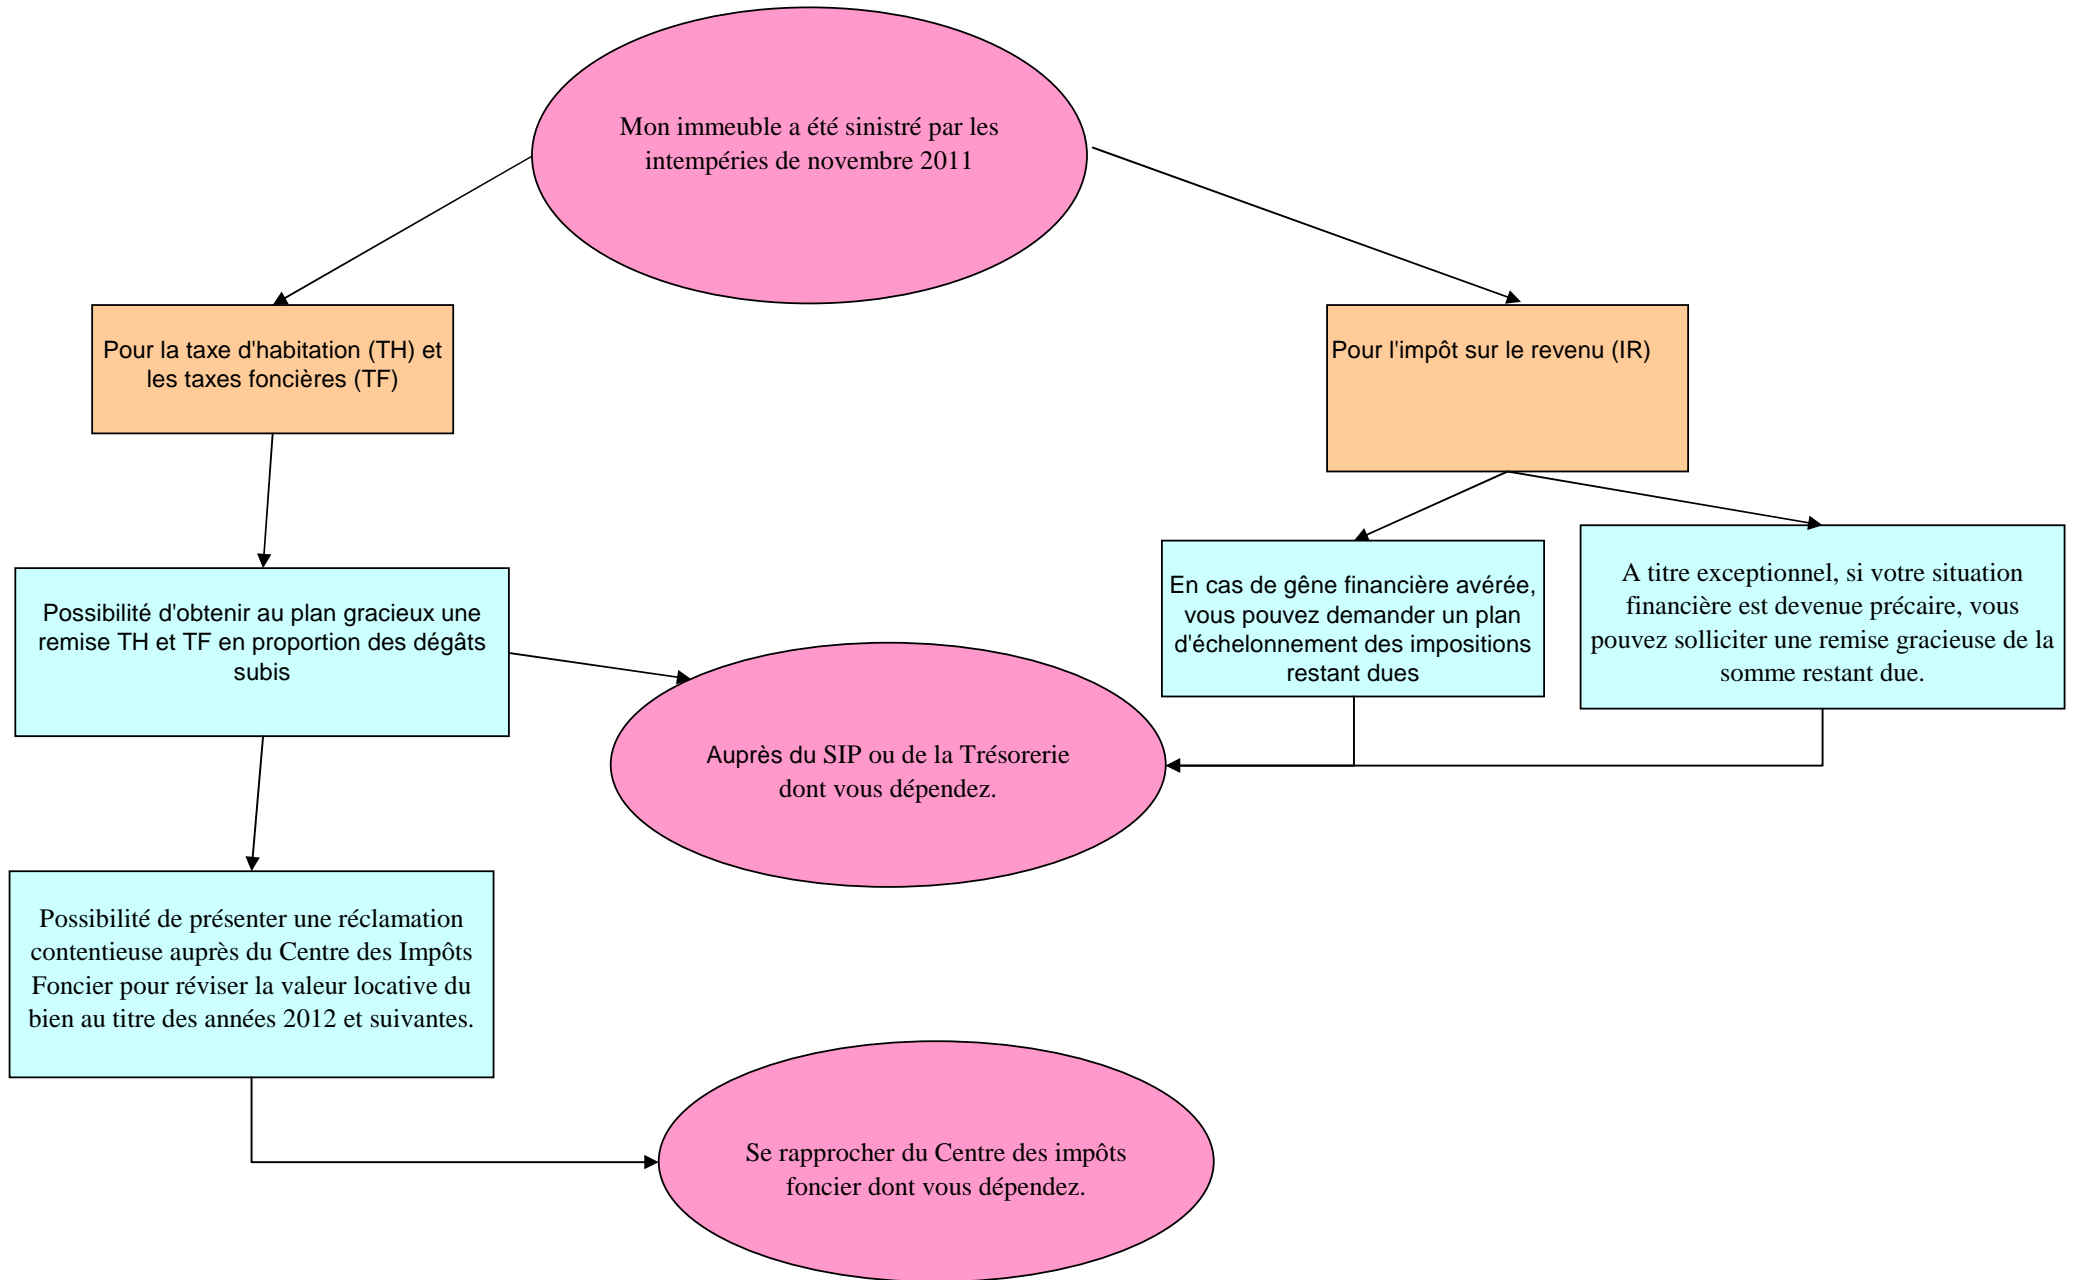 Mon immeuble a été sinistré par les
intempéries de novembre 2011
Pour la taxe d'habitation (TH) et
les taxes foncières (TF)
Pour l'impôt sur le revenu (IR)
Possibilité d'obtenir au plan gracieux une
remise TH et TF en proportion des dégâts
subis
En cas de gêne financière avérée,
vous pouvez demander un plan
d'échelonnement des impositions
restant dues
A titre exceptionnel, si votre situation
financière est devenue précaire, vous
pouvez solliciter une remise gracieuse de la
somme restant due.
Auprès du SIP ou de la Trésorerie
dont vous dépendez.
Possibilité de présenter une réclamation
contentieuse auprès du Centre des Impôts
Foncier pour réviser la valeur locative du
bien au titre des années 2012 et suivantes.
Se rapprocher du Centre des impôts
foncier dont vous dépendez.